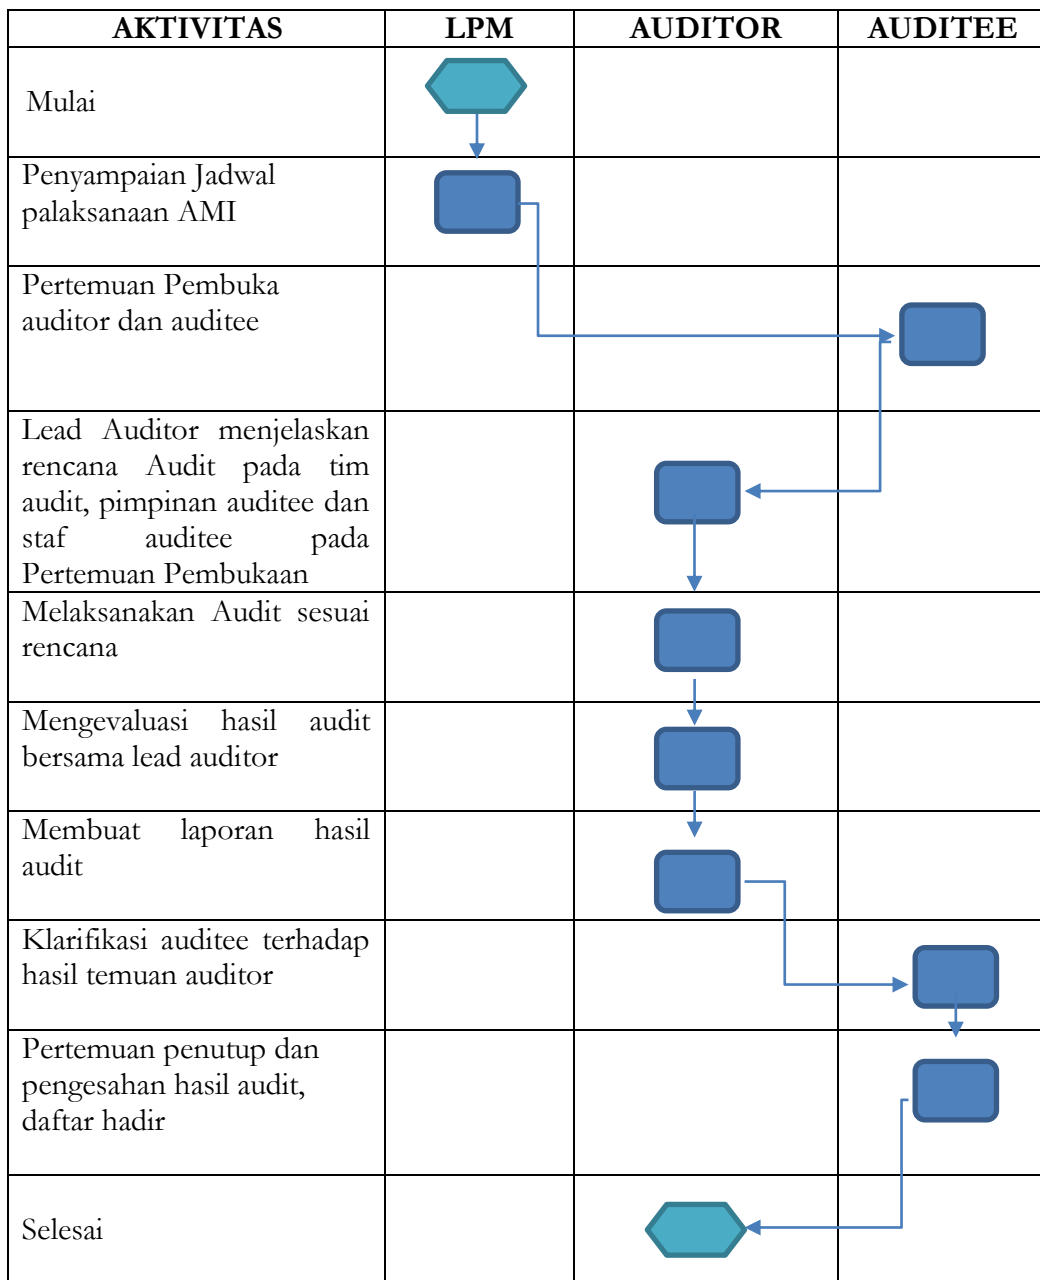 AKTIVITAS LPM AUDITOR AUDITEE
Mulai
Penyampaian Jadwal
palaksanaan AMI
Pertemuan Pembuka
auditor dan auditee
Lead Auditor menjelaskan
rencana Audit pada tim
audit, pimpinan auditee dan
staf auditee pada
Pertemuan Pembukaan
Melaksanakan Audit sesuai
rencana
Mengevaluasi hasil audit
bersama lead auditor
Membuat laporan hasil
audit
Klarifikasi auditee terhadap
hasil temuan auditor
Pertemuan penutup dan
pengesahan hasil audit,
daftar hadir
Selesai